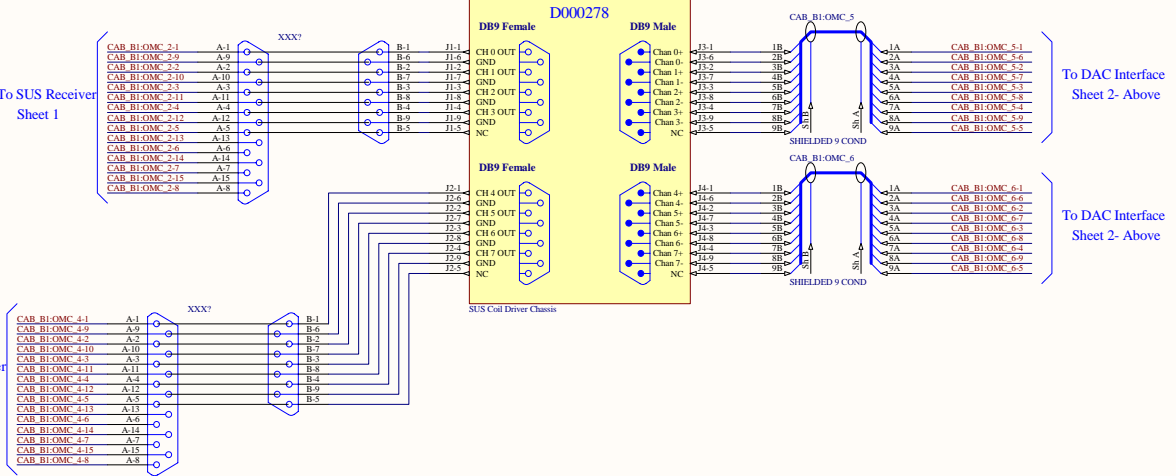 D000278
DB9 Female DB9 Male
CAB_B1:OMC_5
XXX?
CAB_B1:OMC_2-1 A-1 B-1 J1-1 CH 0 OUT Chan 0+ J3-1 1B 1A CAB_B1:OMC_5-1
CAB_B1:OMC_2-9 A-9 B-6 J1-6 GND Chan 0- J3-6 2B 2A CAB_B1:OMC_5-6
CAB_B1:OMC_2-2 A-2 B-2 J1-2 CH 1 OUT Chan 1+ J3-2 3B 3A CAB_B1:OMC_5-2
CAB_B1:OMC_2-10 A-10 B-7 J1-7 GND Chan 1- J3-7 4B 4A CAB_B1:OMC_5-7
CAB_B1:OMC_2-3 A-3 B-3 J1-3 CH 2 OUT Chan 2+ J3-3 5B 5A CAB_B1:OMC_5-3
CAB_B1:OMC_2-11 A-11 B-8 J1-8 GND Chan 2- J3-8 6B 6A CAB_B1:OMC_5-8
CAB_B1:OMC_2-4 A-4 B-4 J1-4 CH 3 OUT Chan 3+ J3-4 7B 7A CAB_B1:OMC_5-4
CAB_B1:OMC_2-12 A-12 B-9 J1-9 GND Chan 3- J3-9 8B 8A CAB_B1:OMC_5-9
CAB_B1:OMC_2-5 A-5 B-5 J1-5 NC NC J3-5 9B 9A CAB_B1:OMC_5-5
CAB_B1:OMC_2-13 A-13
CAB_B1:OMC_2-6 A-6
CAB_B1:OMC_2-14 A-14
CAB_B1:OMC_2-7 A-7
CAB_B1:OMC_2-15 A-15
CAB_B1:OMC_2-8 A-8
To SUS Receiver
Sheet 1
Sh B Sh A
SHIELDED 9 COND
To DAC Interface
Sheet 2- Above
DB9 Female DB9 Male
CAB_B1:OMC_6
J2-1 CH 4 OUT Chan 4+ J4-1 1B 1A CAB_B1:OMC_6-1
J2-6 GND Chan 4- J4-6 2B 2A CAB_B1:OMC_6-6
J2-2 CH 5 OUT Chan 5+ J4-2 3B 3A CAB_B1:OMC_6-2
J2-7 GND Chan 5- J4-7 4B 4A CAB_B1:OMC_6-7
J2-3 CH 6 OUT Chan 6+ J4-3 5B 5A CAB_B1:OMC_6-3
J2-8 GND Chan 6- J4-8 6B 6A CAB_B1:OMC_6-8
J2-4 CH 7 OUT Chan 7+ J4-4 7B 7A CAB_B1:OMC_6-4
J2-9 GND Chan 7- J4-9 8B 8A CAB_B1:OMC_6-9
J2-5 NC NC J4-5 9B 9A CAB_B1:OMC_6-5
Sh B Sh A
SHIELDED 9 COND
To DAC Interface
Sheet 2- Above
SUS Coil Driver Chassis
XXX?
CAB_B1:OMC_4-1 A-1 B-1
CAB_B1:OMC_4-9 A-9 B-6
CAB_B1:OMC_4-2 A-2 B-2
CAB_B1:OMC_4-10 A-10 B-7
CAB_B1:OMC_4-3 A-3 B-3
CAB_B1:OMC_4-11 A-11 B-8
CAB_B1:OMC_4-4 A-4 B-4
CAB_B1:OMC_4-12 A-12 B-9
CAB_B1:OMC_4-5 A-5 B-5
CAB_B1:OMC_4-13 A-13
CAB_B1:OMC_4-6 A-6
CAB_B1:OMC_4-14 A-14
CAB_B1:OMC_4-7 A-7
CAB_B1:OMC_4-15 A-15
CAB_B1:OMC_4-8 A-8